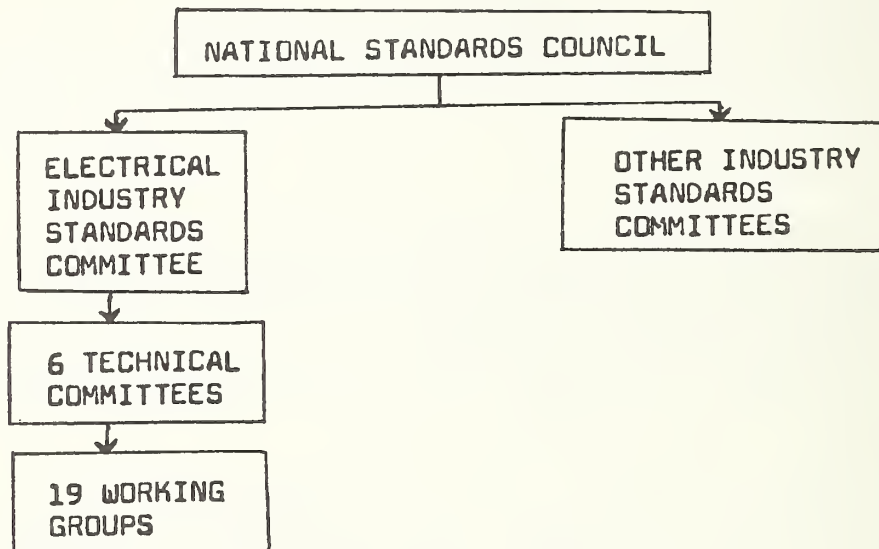 NATIONAL STANDARDS COUNCIL
ELECTRICAL
INDUSTRY
STANDARDS
COMMITTEE
OTHER INDUSTRY
STANDARDS
COMMITTEES
6 TECHNICAL
COMMITTEES
19 WORKING
GROUPS